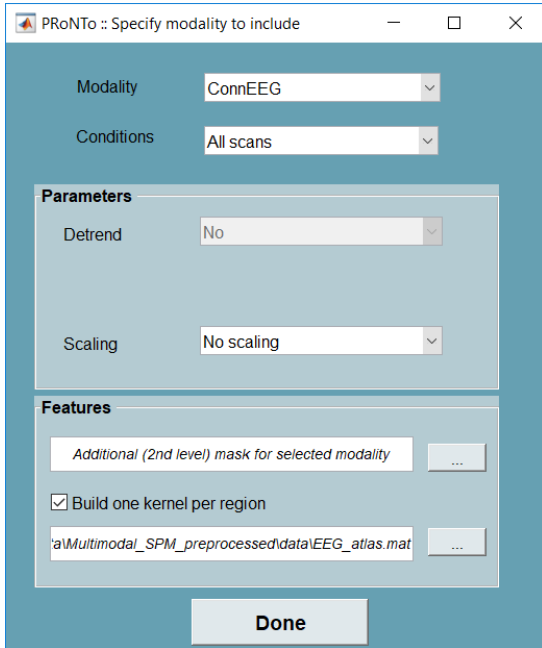 PRoNTo :: Specify modality to include
Modality
ConnEEG
Conditions
All scans
Parameters
Detrend
No
Scaling
No scaling
Features
Additional (2nd level) mask for selected modality
...
Build one kernel per region
'a\Multimodal_SPM_preprocessed\data\EEG_atlas.mat
...
Done